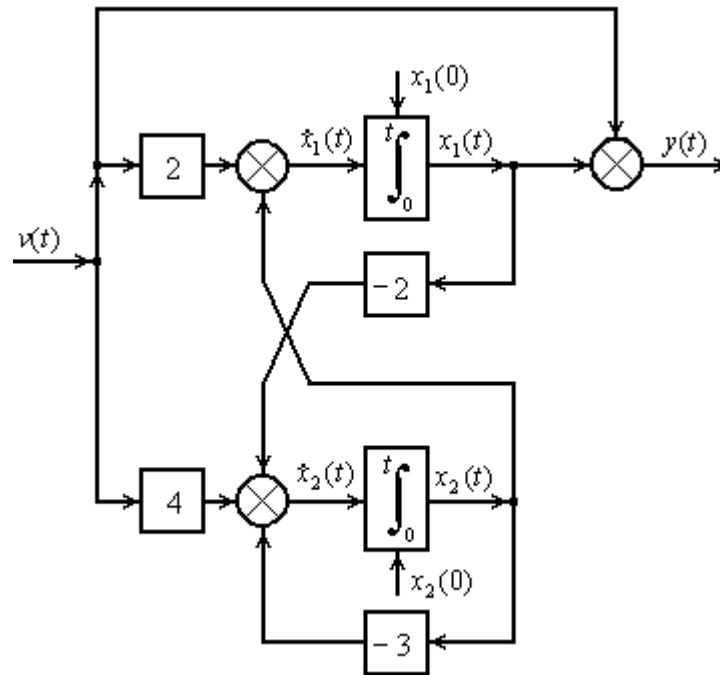 x₁(0)
2
ẋ₁(t)
t
∫
0
x₁(t)
y(t)
v(t)
−2
4
ẋ₂(t)
t
∫
0
x₂(t)
x₂(0)
−3